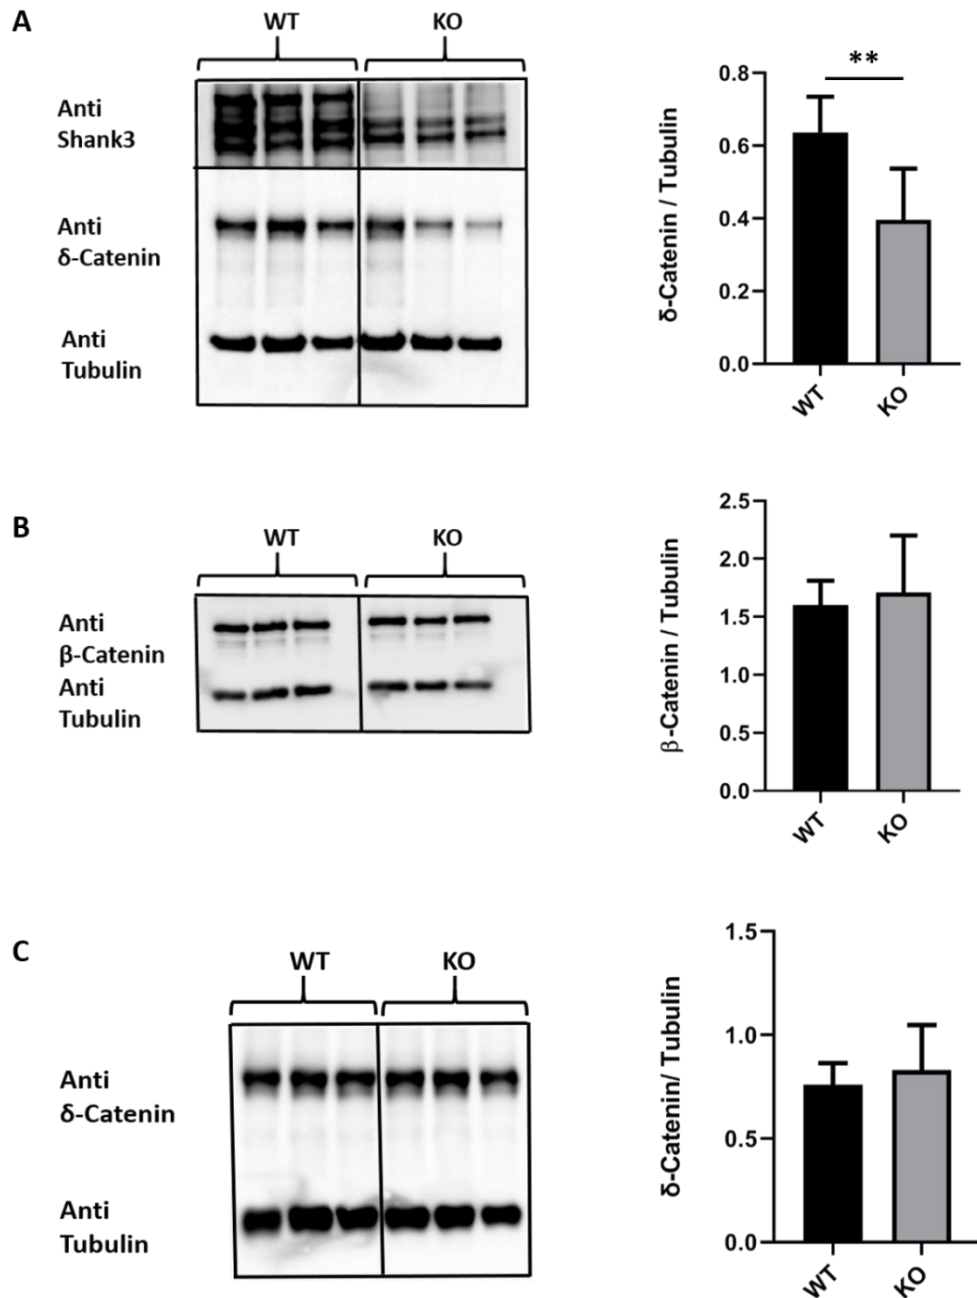 A
WT
KO
Anti
Shank3
Anti
δ-Catenin
Anti
Tubulin
**
δ-Catenin / Tubulin
0.8
0.6
0.4
0.2
0.0
WT
KO
B
WT
KO
Anti
β-Catenin
Anti
Tubulin
β-Catenin / Tubulin
2.5
2.0
1.5
1.0
0.5
0.0
WT
KO
C
WT
KO
Anti
δ-Catenin
Anti
Tubulin
δ-Catenin/ Tubulin
1.5
1.0
0.5
0.0
WT
KO